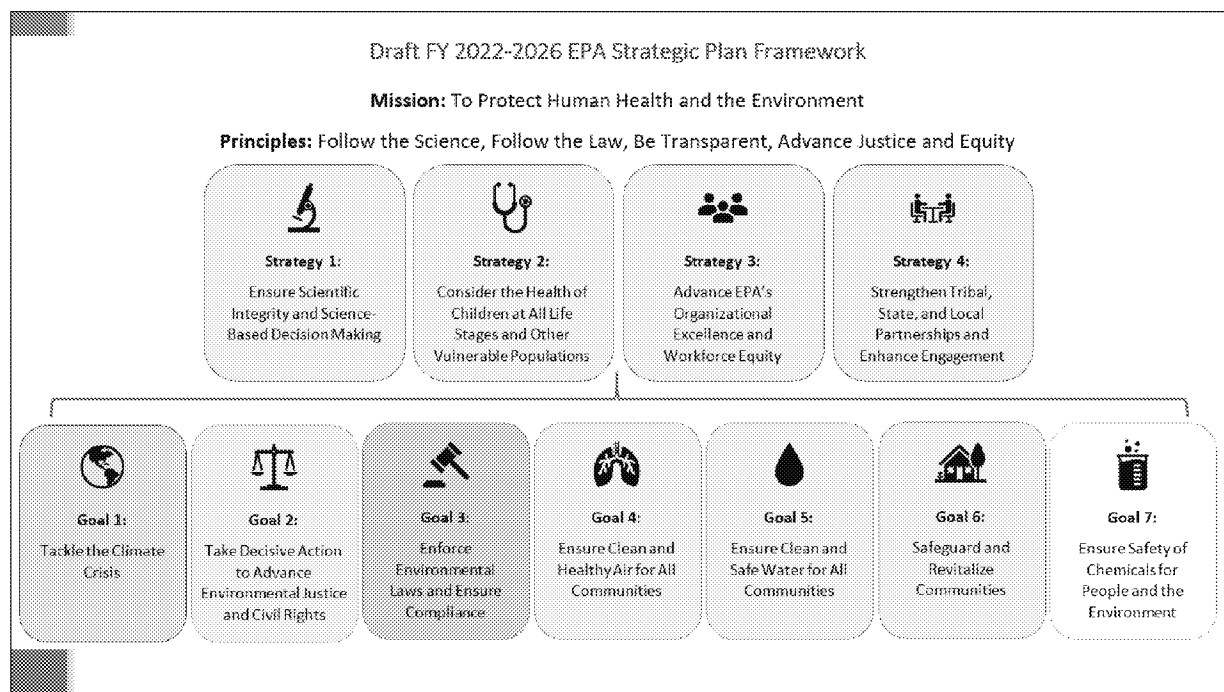 Draft FY 2022-2026 EPA Strategic Plan Framework
Mission: To Protect Human Health and the Environment
Principles: Follow the Science, Follow the Law, Be Transparent, Advance Justice and Equity
Strategy 1:
Ensure Scientific
Integrity and Science-
Based Decision Making
Strategy 2:
Consider the Health of
Children at All Life
Stages and Other
Vulnerable Populations
Strategy 3:
Advance EPA's
Organizational
Excellence and
Workforce Equity
Strategy 4:
Strengthen Tribal,
State, and Local
Partnerships and
Enhance Engagement
Goal 1:
Tackle the Climate
Crisis
Goal 2:
Take Decisive Action
to Advance
Environmental Justice
and Civil Rights
Goal 3:
Enforce
Environmental
Laws and Ensure
Compliance
Goal 4:
Ensure Clean and
Healthy Air for All
Communities
Goal 5:
Ensure Clean and
Safe Water for All
Communities
Goal 6:
Safeguard and
Revitalize
Communities
Goal 7:
Ensure Safety of
Chemicals for
People and the
Environment